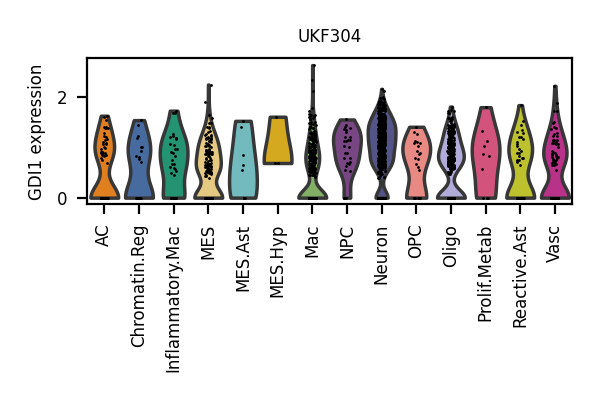 UKF304
GDI1 expression
2
0
AC
Chromatin.Reg
Inflammatory.Mac
MES
MES.Ast
MES.Hyp
Mac
NPC
Neuron
OPC
Oligo
Prolif.Metab
Reactive.Ast
Vasc